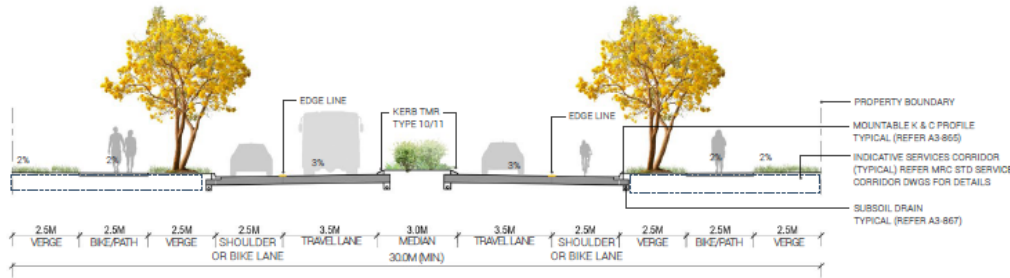 EDGE LINE
KERB TMR
TYPE 10/11
EDGE LINE
PROPERTY BOUNDARY
MOUNTABLE K & C PROFILE
TYPICAL (REFER A3-865)
INDICATIVE SERVICES CORRIDOR
(TYPICAL) REFER MRC STD SERVICE
CORRIDOR DWGS FOR DETAILS
SUBSOIL DRAIN
TYPICAL (REFER A3-867)
2% 2% 3% 3% 2% 2%
2.5M 2.5M 2.5M 2.5M 3.5M 3.0M 3.5M 2.5M 2.5M 2.5M 2.5M
VERGE BIKE/PATH VERGE SHOULDER TRAVEL LANE MEDIAN TRAVEL LANE SHOULDER VERGE BIKE/PATH VERGE
OR BIKE LANE 30.0M (MIN.) OR BIKE LANE